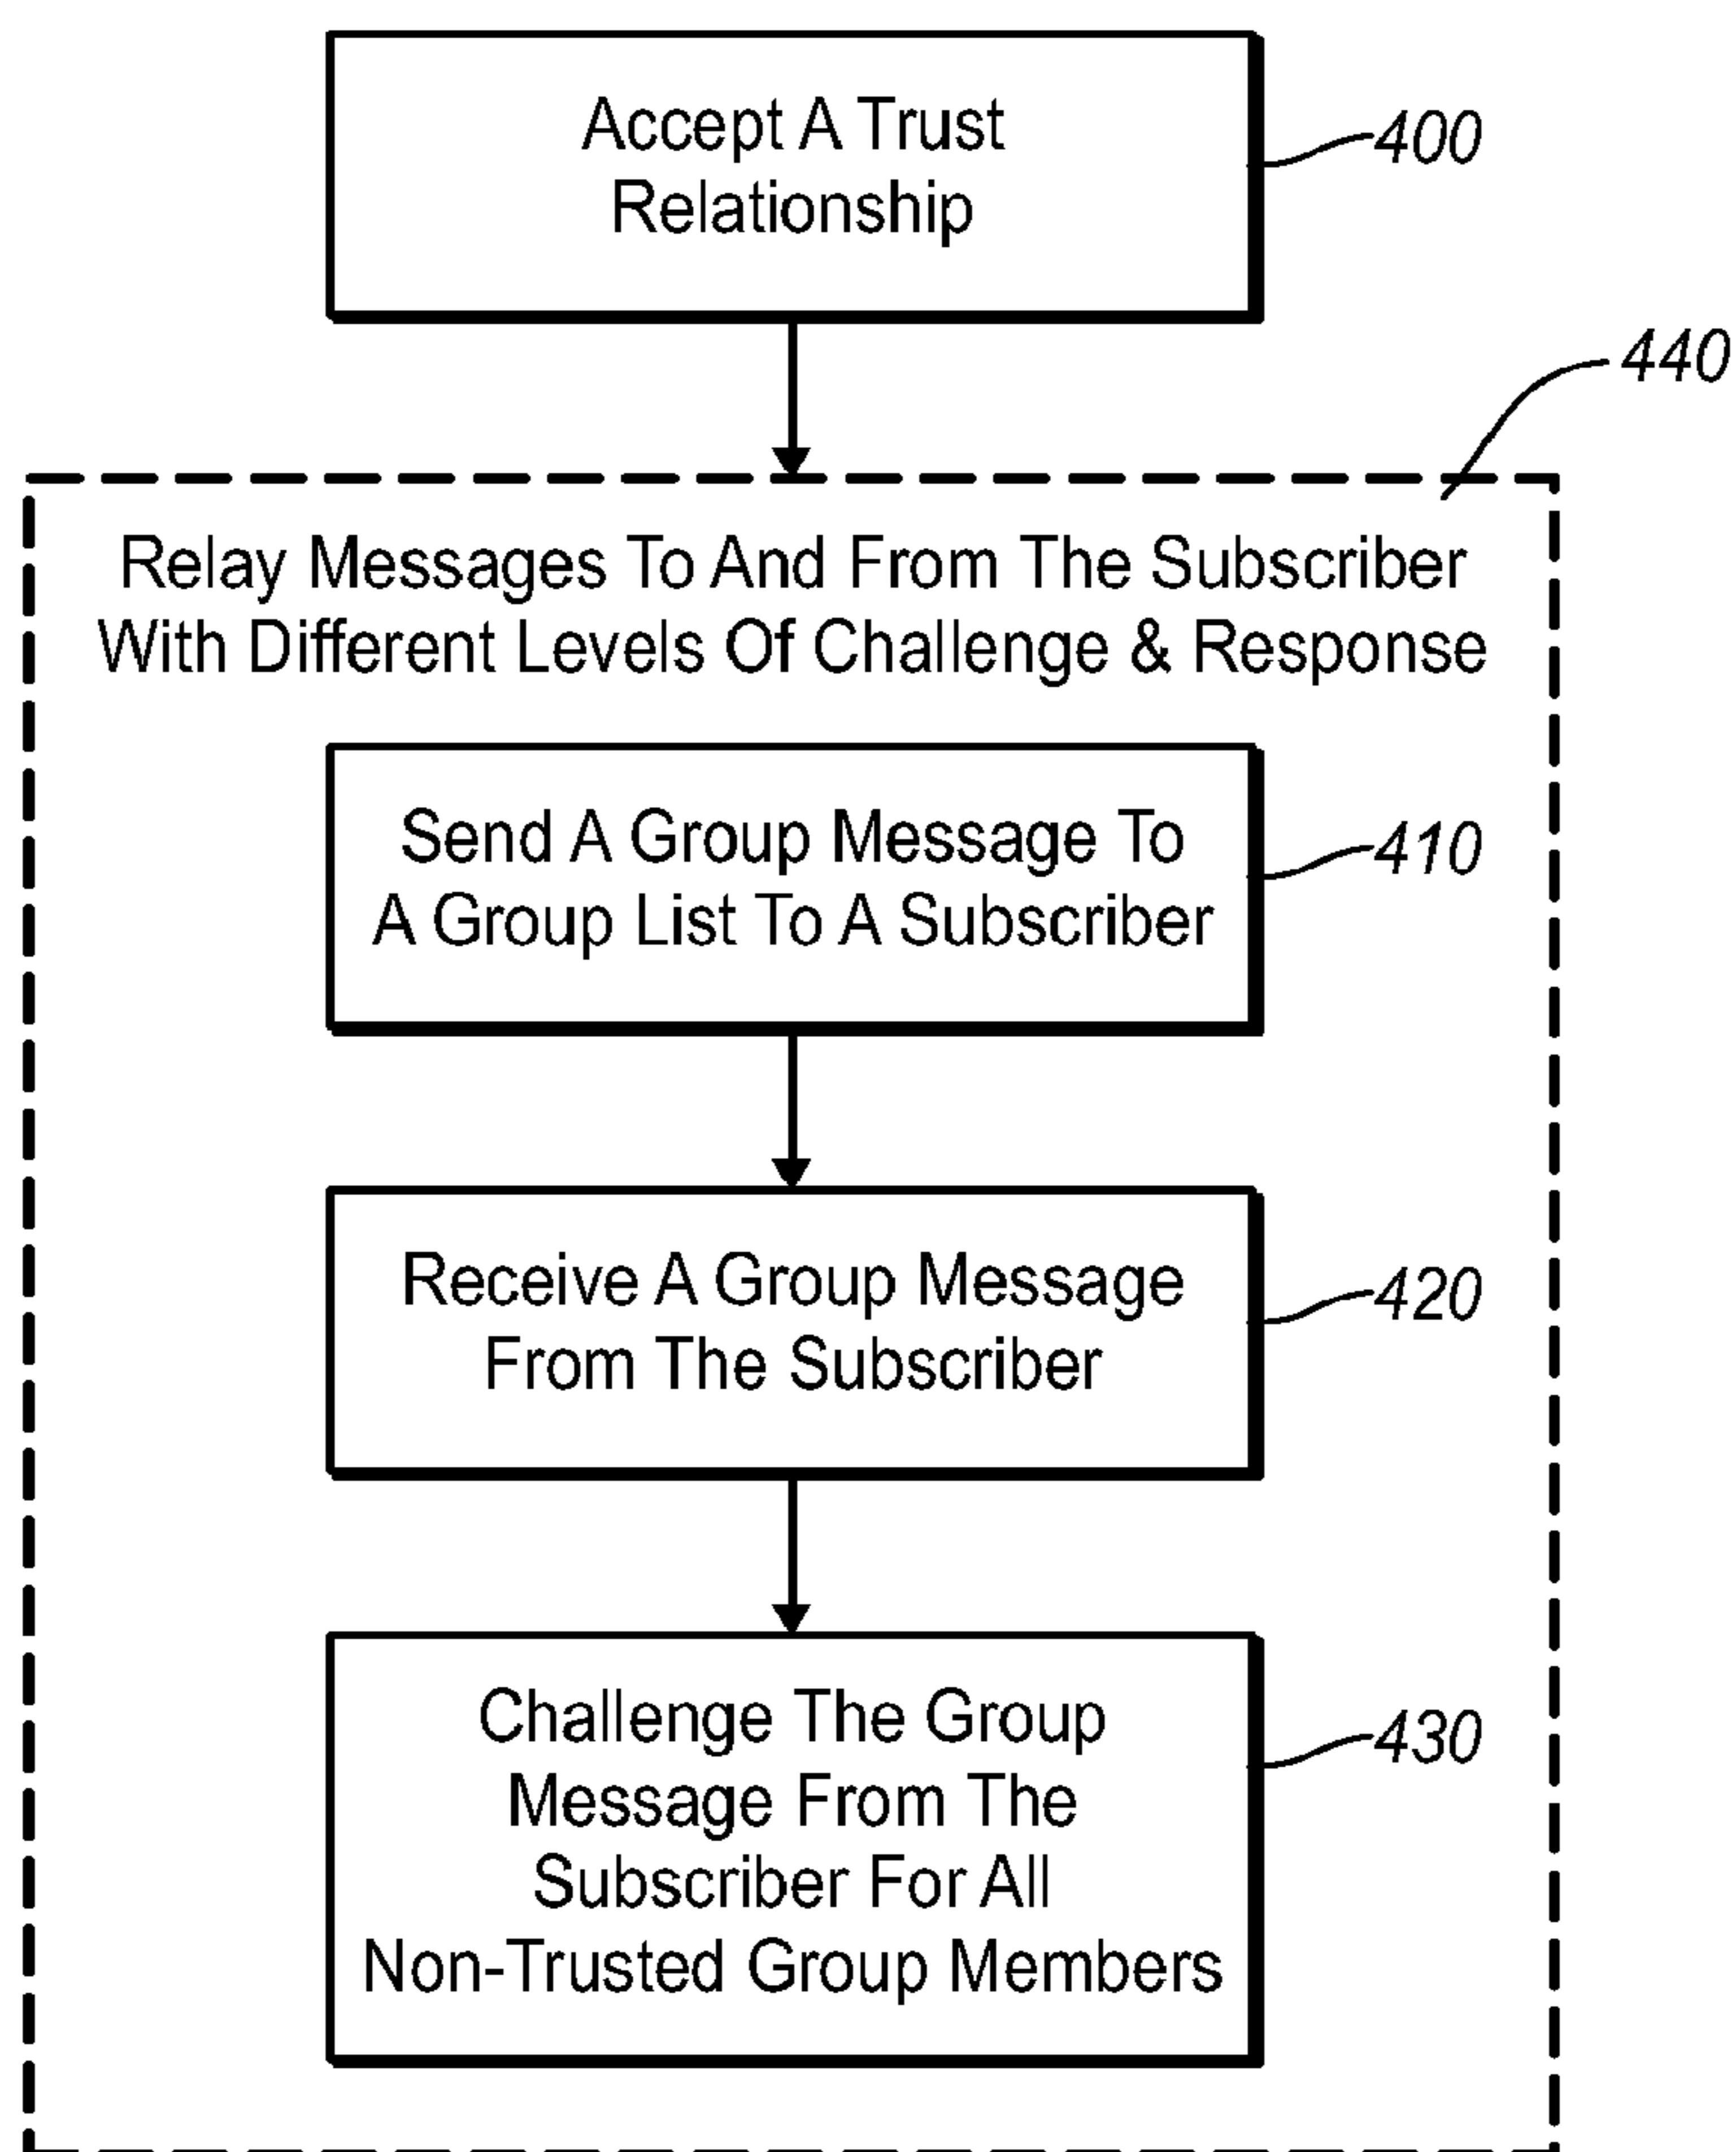 Accept A Trust
Relationship
400
440
Relay Messages To And From The Subscriber
With Different Levels Of Challenge & Response
Send A Group Message To
A Group List To A Subscriber
410
Receive A Group Message
From The Subscriber
420
Challenge The Group
Message From The
Subscriber For All
Non-Trusted Group Members
430